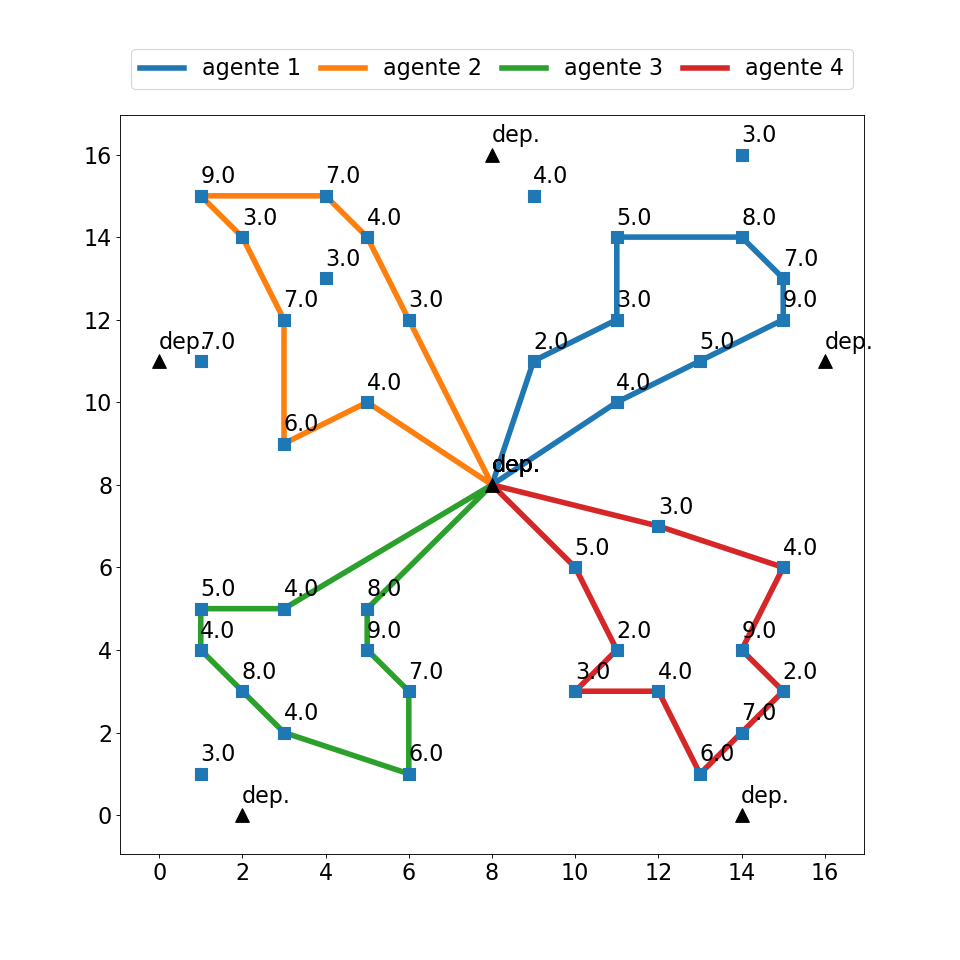 agente 1 agente 2 agente 3 agente 4
dep. 3.0
16
9.0 7.0 4.0
3.0 4.0 5.0 8.0
14
3.0 7.0
7.0 3.0 3.0 9.0
12
dep. 7.0 2.0 5.0 dep.
4.0 4.0
10
6.0
dep.
8
3.0
5.0 4.0
6
5.0 4.0 8.0
4.0 9.0 2.0 9.0
4
8.0 7.0 3.0 4.0 2.0
4.0 7.0
2
3.0 6.0 6.0
dep. dep.
0
0 2 4 6 8 10 12 14 16